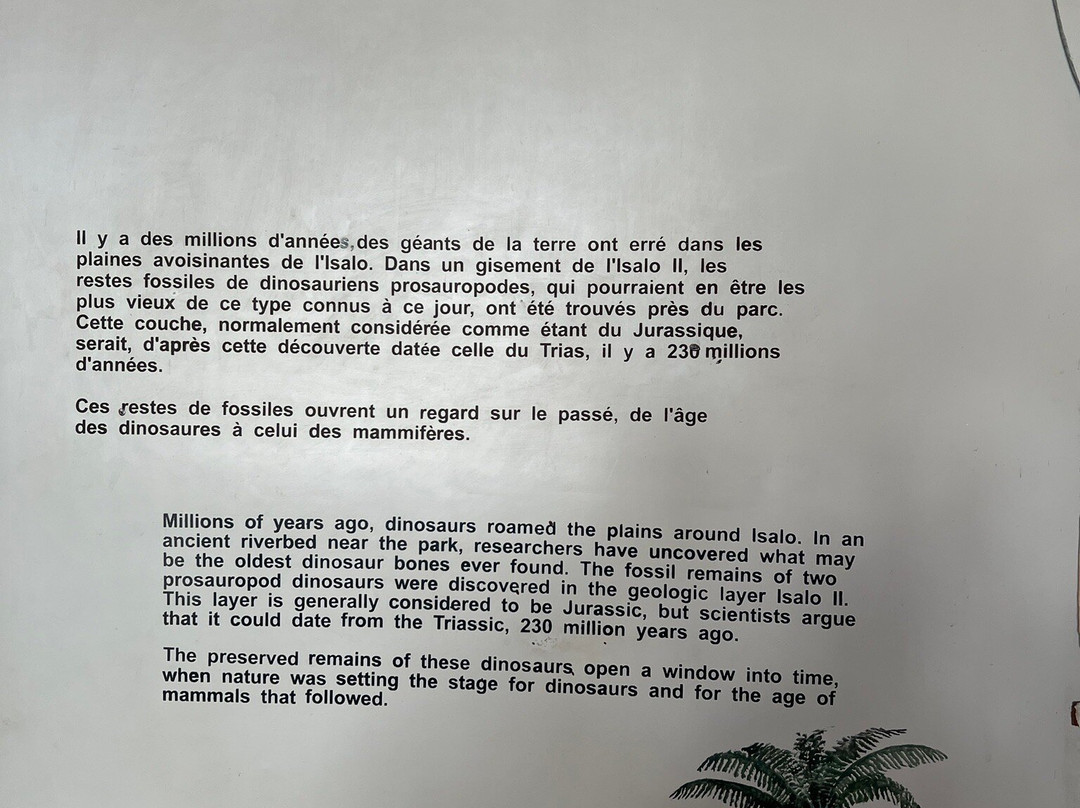 Il y a des millions d'années, des géants de la terre ont erré dans les
plaines avoisinantes de l'Isalo. Dans un gisement de l'Isalo II, les
restes fossiles de dinosauriens prosauropodes, qui pourraient en être les
plus vieux de ce type connus à ce jour, ont été trouvés près du parc.
Cette couche, normalement considérée comme étant du Jurassique,
serait, d'après cette découverte datée celle du Trias, il y a 230 millions
d'années.
Ces restes de fossiles ouvrent un regard sur le passé, de l'âge
des dinosaures à celui des mammifères.
Millions of years ago, dinosaurs roamed the plains around Isalo. In an
ancient riverbed near the park, researchers have uncovered what may
be the oldest dinosaur bones ever found. The fossil remains of two
prosauropod dinosaurs were discovered in the geologic layer Isalo II.
This layer is generally considered to be Jurassic, but scientists argue
that it could date from the Triassic, 230 million years ago.
The preserved remains of these dinosaurs open a window into time,
when nature was setting the stage for dinosaurs and for the age of
mammals that followed.